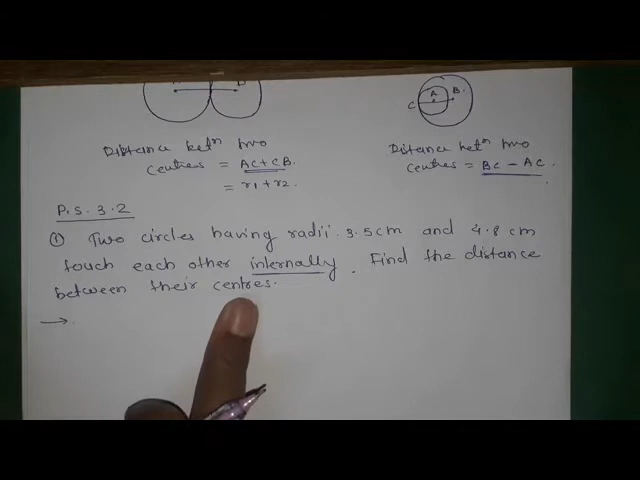 A B
C A B
Distance betn two
centres = AC + CB
= r1 + r2.
Distance betn two
centres = BC - AC.
P.S. 3.2
① Two circles having radii 3.5cm and 4.8 cm
touch each other internally. Find the distance
between their centres.
→